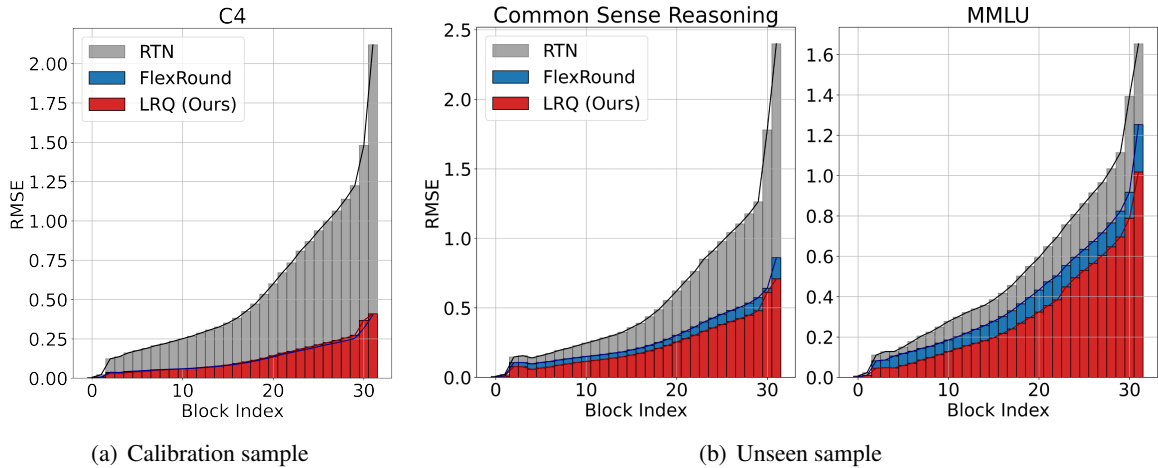 C4
RTN
FlexRound
LRQ (Ours)
RMSE
2.00
1.75
1.50
1.25
1.00
0.75
0.50
0.25
0.00
0 10 20 30
Block Index
(a) Calibration sample
Common Sense Reasoning
RTN
FlexRound
LRQ (Ours)
RMSE
2.5
2.0
1.5
1.0
0.5
0.0
0 10 20 30
Block Index
MMLU
1.6
1.4
1.2
1.0
0.8
0.6
0.4
0.2
0.0
0 10 20 30
Block Index
(b) Unseen sample